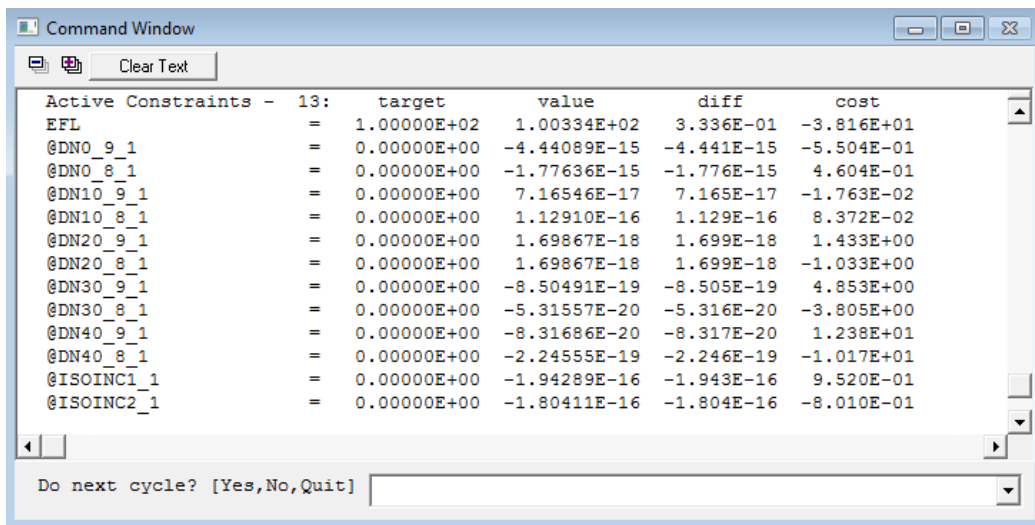 Command Window
Clear Text
Active Constraints - 13: target value diff cost
EFL = 1.00000E+02 1.00334E+02 3.336E-01 -3.816E+01
@DN0_9_1 = 0.00000E+00 -4.44089E-15 -4.441E-15 -5.504E-01
@DN0_8_1 = 0.00000E+00 -1.77636E-15 -1.776E-15 4.604E-01
@DN10_9_1 = 0.00000E+00 7.16546E-17 7.165E-17 -1.763E-02
@DN10_8_1 = 0.00000E+00 1.12910E-16 1.129E-16 8.372E-02
@DN20_9_1 = 0.00000E+00 1.69867E-18 1.699E-18 1.433E+00
@DN20_8_1 = 0.00000E+00 1.69867E-18 1.699E-18 -1.033E+00
@DN30_9_1 = 0.00000E+00 -8.50491E-19 -8.505E-19 4.853E+00
@DN30_8_1 = 0.00000E+00 -5.31557E-20 -5.316E-20 -3.805E+00
@DN40_9_1 = 0.00000E+00 -8.31686E-20 -8.317E-20 1.238E+01
@DN40_8_1 = 0.00000E+00 -2.24555E-19 -2.246E-19 -1.017E+01
@ISOINC1_1 = 0.00000E+00 -1.94289E-16 -1.943E-16 9.520E-01
@ISOINC2_1 = 0.00000E+00 -1.80411E-16 -1.804E-16 -8.010E-01
Do next cycle? [Yes,No,Quit]